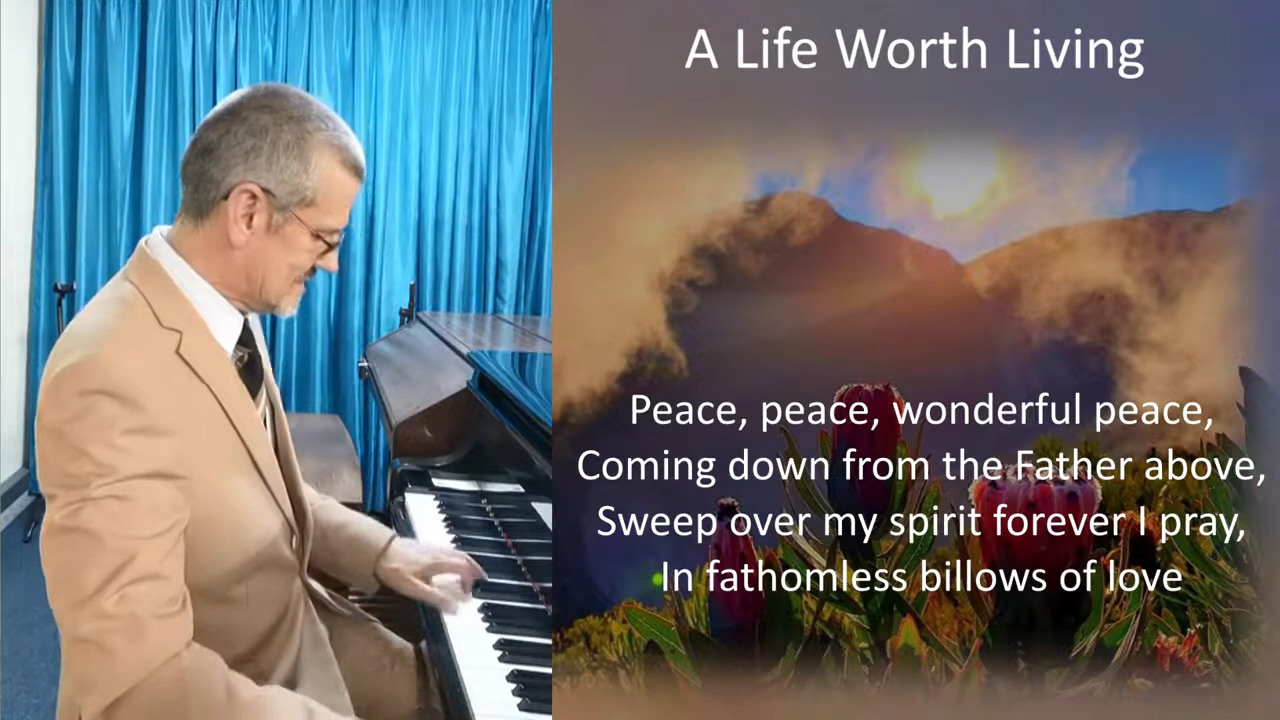 A Life Worth Living
Peace, peace, wonderful peace,
Coming down from the Father above,
Sweep over my spirit forever I pray,
In fathomless billows of love